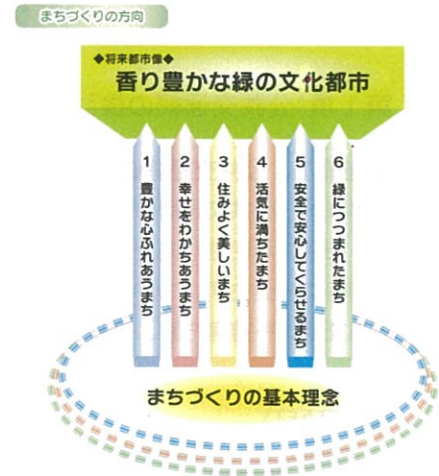 まちづくりの方向
◆将来都市像◆
香り豊かな緑の文化都市
1 豊かな心ふれあうまち
2 幸せをわかちあうまち
3 住みよく美しいまち
4 活気に満ちたまち
5 安全で安心してくらせるまち
6 緑につつまれたまち
まちづくりの基本理念